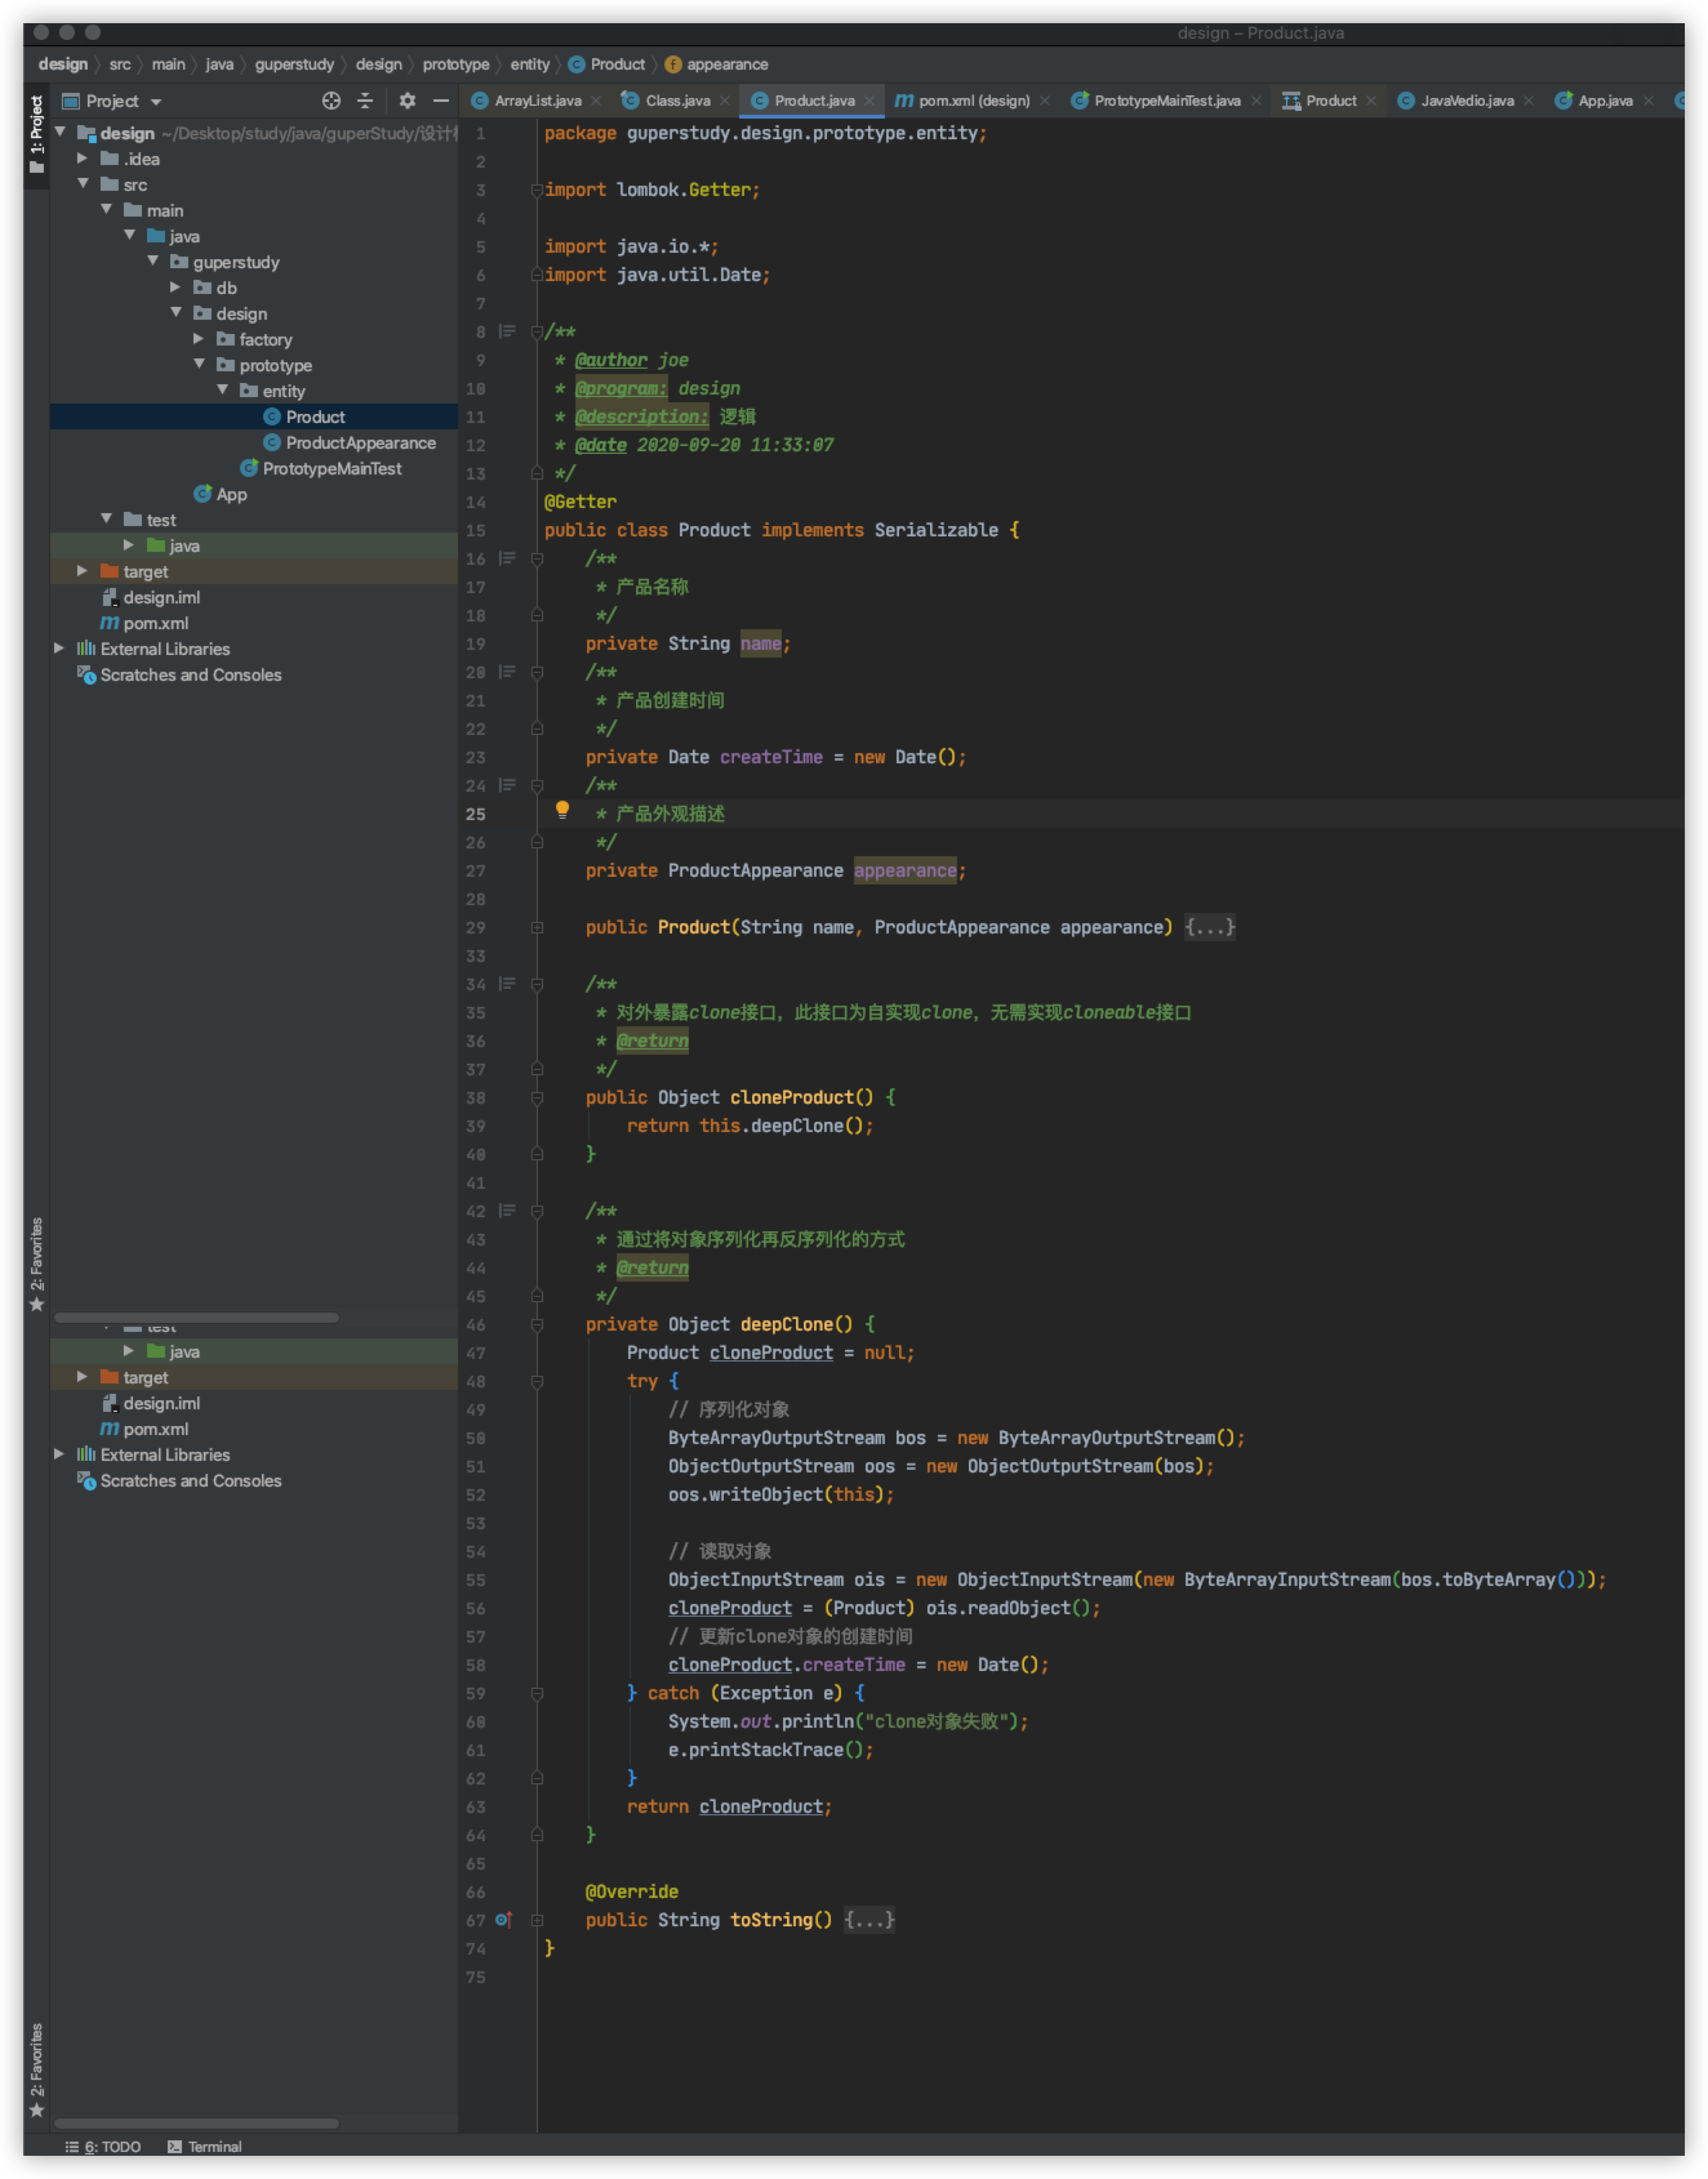 design – Product.java
design 〉 src 〉 main 〉 java 〉 guperstudy 〉 design 〉 prototype 〉 entity 〉 Product 〉 appearance
1: Project
Project
ArrayList.java
Class.java
Product.java
pom.xml (design)
PrototypeMainTest.java
Product
JavaVedio.java
App.java
design ~/Desktop/study/java/guperStudy/设计
.idea
src
main
java
guperstudy
db
design
factory
prototype
entity
Product
ProductAppearance
PrototypeMainTest
App
test
java
target
design.iml
pom.xml
External Libraries
Scratches and Consoles
2: Favorites
test
java
target
design.iml
pom.xml
External Libraries
Scratches and Consoles
2: Favorites
1 package guperstudy.design.prototype.entity;
2
3 import lombok.Getter;
4
5 import java.io.*;
6 import java.util.Date;
7
8 /**
9 * @author joe
10 * @program: design
11 * @description: 逻辑
12 * @date 2020-09-20 11:33:07
13 */
14 @Getter
15 public class Product implements Serializable {
16 /**
17 * 产品名称
18 */
19 private String name;
20 /**
21 * 产品创建时间
22 */
23 private Date createTime = new Date();
24 /**
25 * 产品外观描述
26 */
27 private ProductAppearance appearance;
28
29 public Product(String name, ProductAppearance appearance) {...}
33
34 /**
35 * 对外暴露clone接口，此接口为自实现clone，无需实现cloneable接口
36 * @return
37 */
38 public Object cloneProduct() {
39 return this.deepClone();
40 }
41
42 /**
43 * 通过将对象序列化再反序列化的方式
44 * @return
45 */
46 private Object deepClone() {
47 Product cloneProduct = null;
48 try {
49 // 序列化对象
50 ByteArrayOutputStream bos = new ByteArrayOutputStream();
51 ObjectOutputStream oos = new ObjectOutputStream(bos);
52 oos.writeObject(this);
53
54 // 读取对象
55 ObjectInputStream ois = new ObjectInputStream(new ByteArrayInputStream(bos.toByteArray()));
56 cloneProduct = (Product) ois.readObject();
57 // 更新clone对象的创建时间
58 cloneProduct.createTime = new Date();
59 } catch (Exception e) {
60 System.out.println("clone对象失败");
61 e.printStackTrace();
62 }
63 return cloneProduct;
64 }
65
66 @Override
67 public String toString() {...}
74 }
75
6: TODO
Terminal